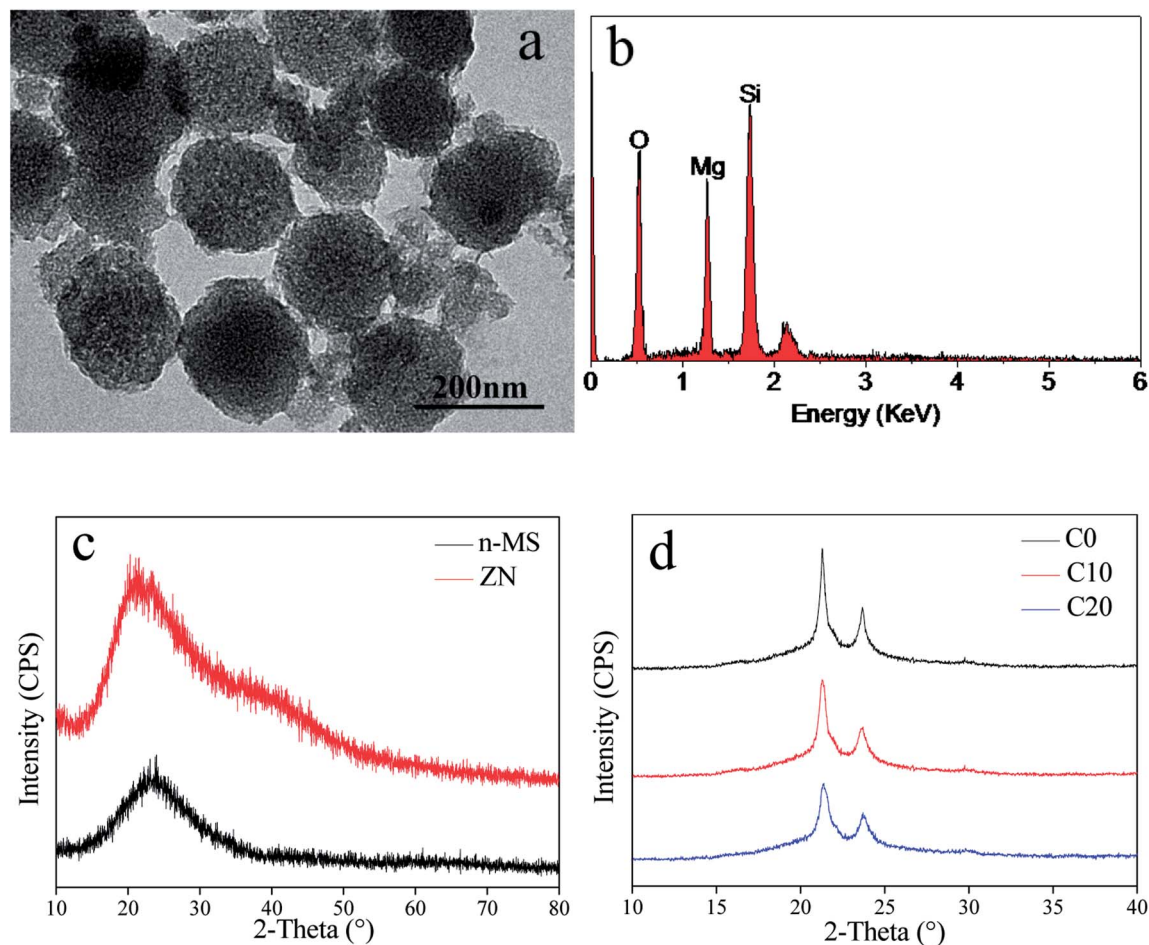 a
200nm
b
O
Mg
Si
0 1 2 3 4 5 6
Energy (KeV)
c
n-MS
ZN
Intensity (CPS)
10 20 30 40 50 60 70 80
2-Theta (°)
d
C0
C10
C20
Intensity (CPS)
10 15 20 25 30 35 40
2-Theta (°)